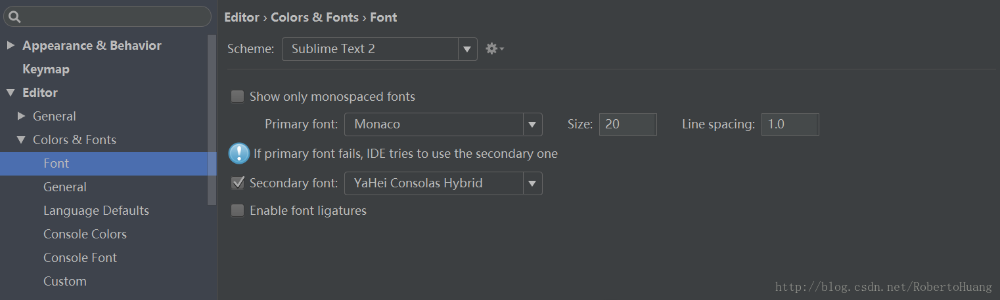 Appearance & Behavior
Keymap
Editor
General
Colors & Fonts
Font
General
Language Defaults
Console Colors
Console Font
Custom
Editor › Colors & Fonts › Font
Scheme: Sublime Text 2
Show only monospaced fonts
Primary font: Monaco Size: 20 Line spacing: 1.0
If primary font fails, IDE tries to use the secondary one
Secondary font: YaHei Consolas Hybrid
Enable font ligatures
http://blog.csdn.net/RobertoHuang